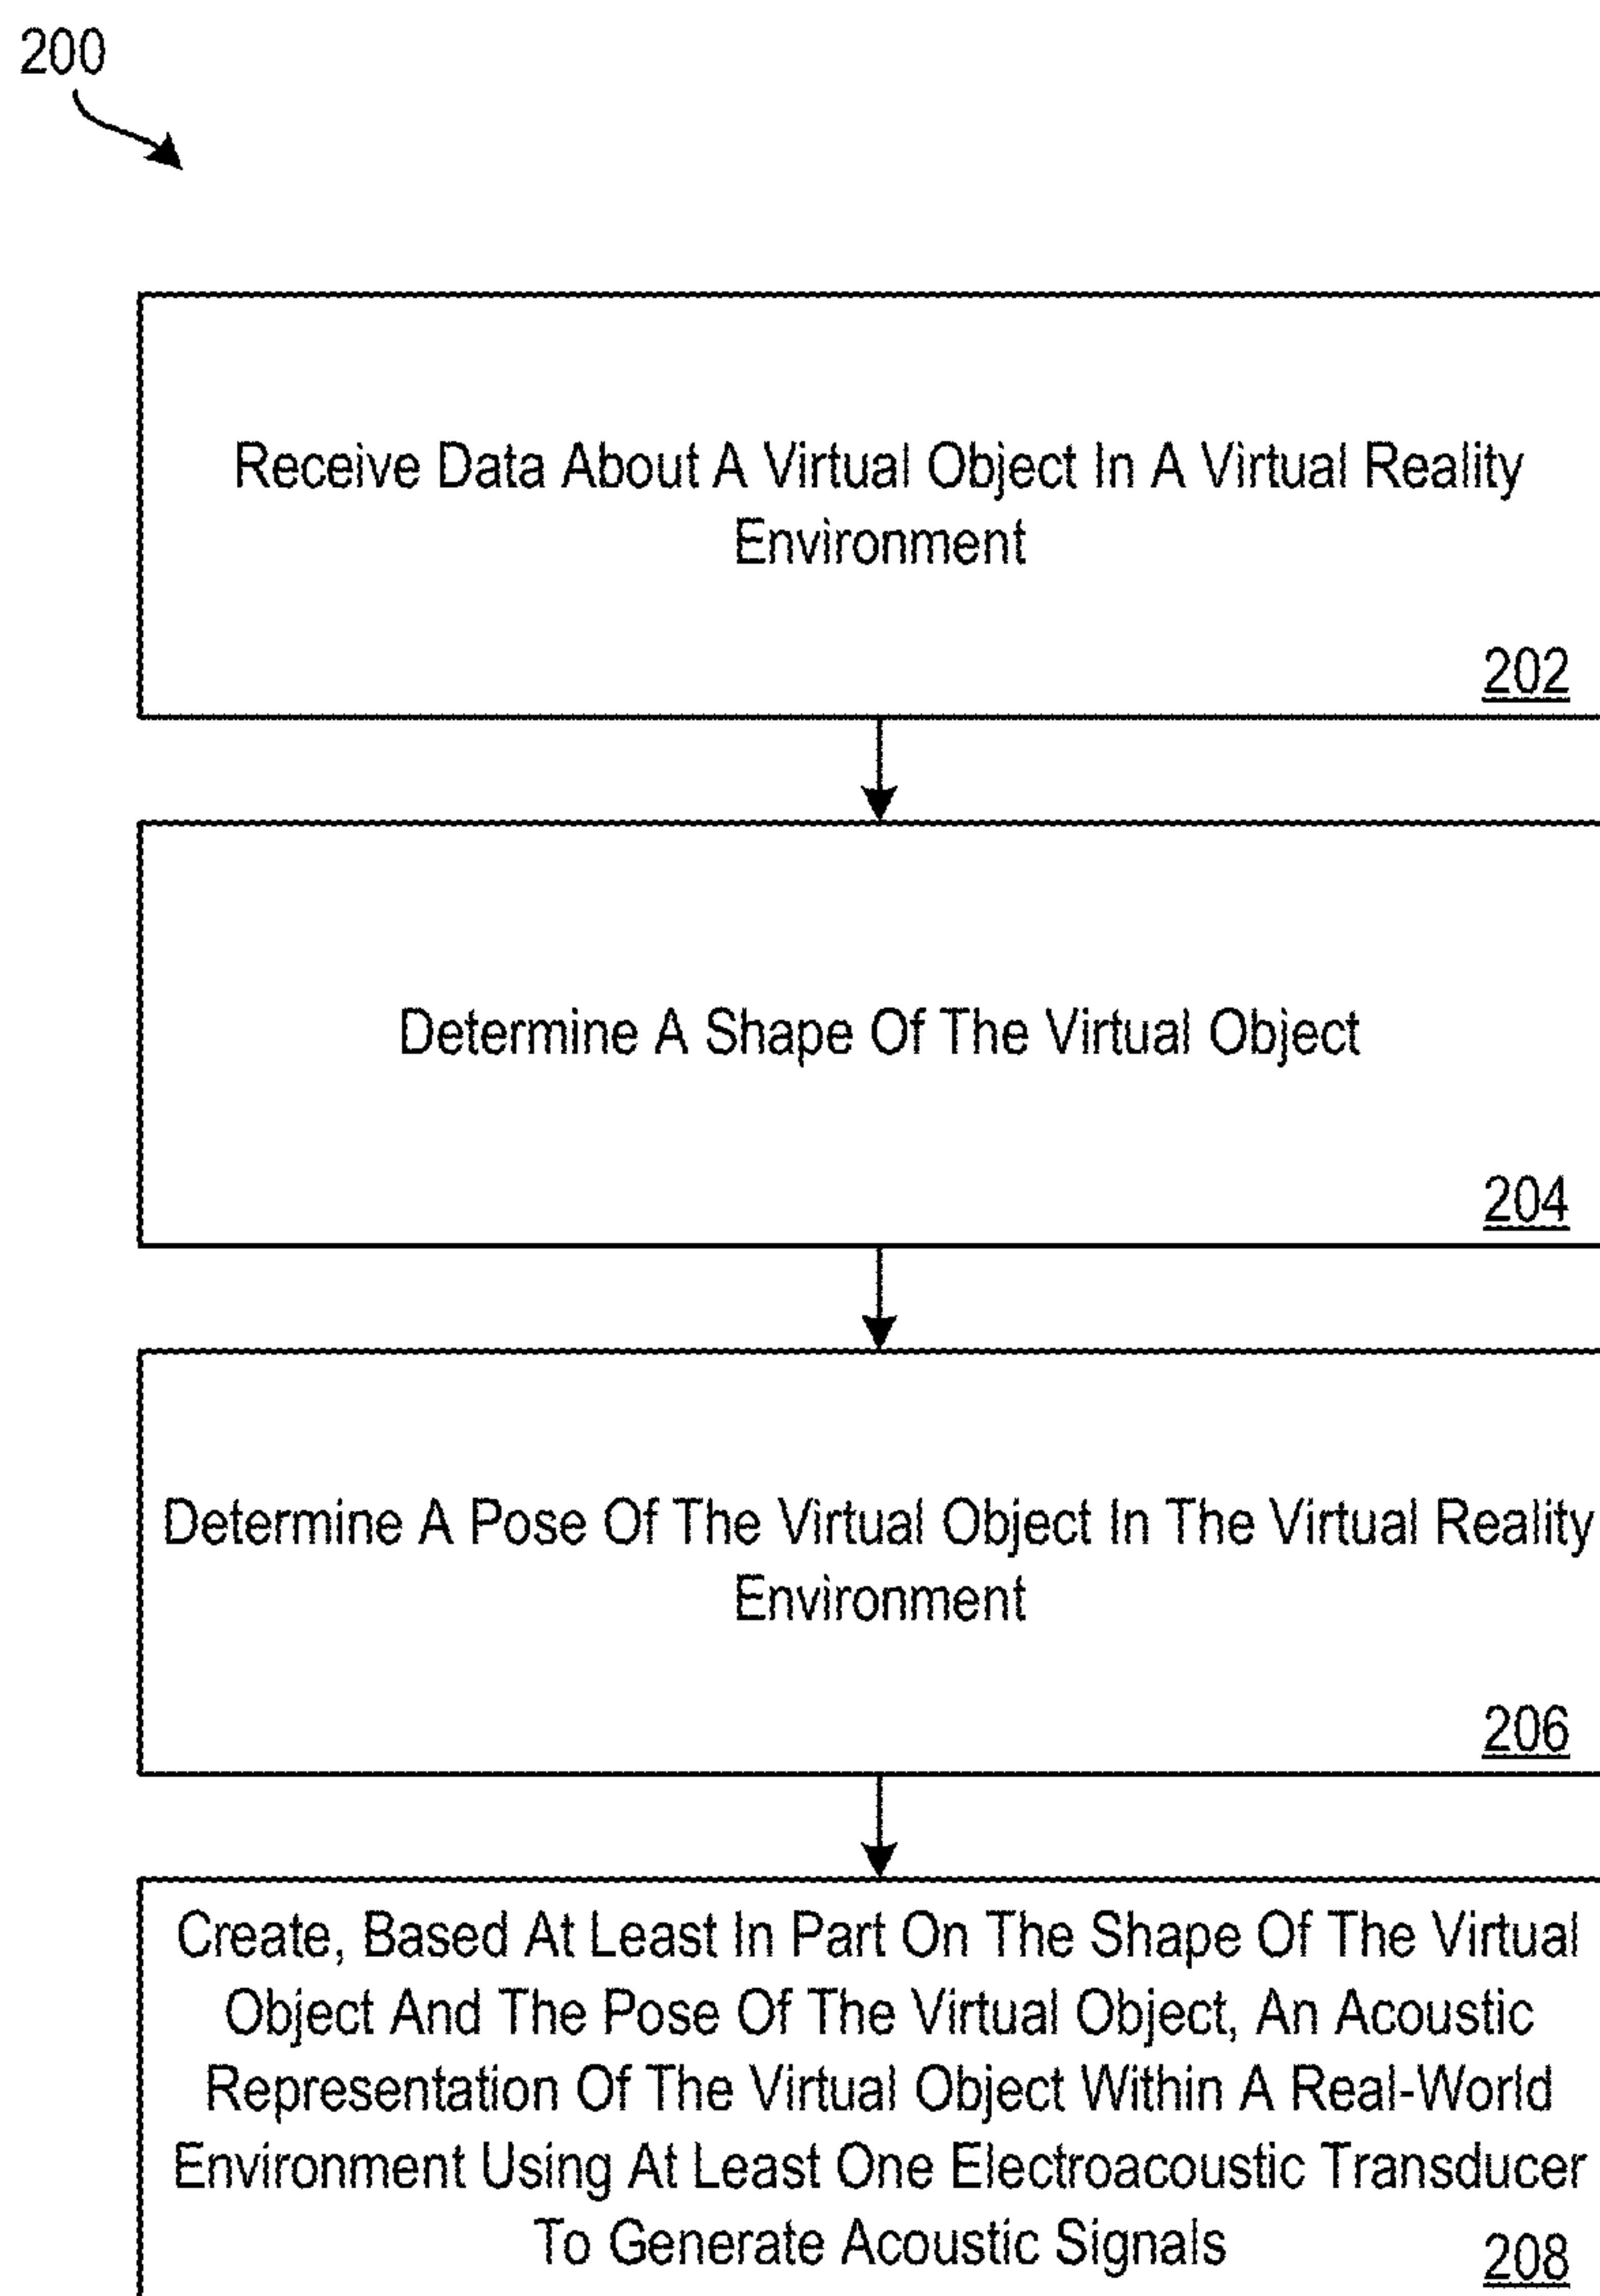 200
Receive Data About A Virtual Object In A Virtual Reality
Environment
202
Determine A Shape Of The Virtual Object
204
Determine A Pose Of The Virtual Object In The Virtual Reality
Environment
206
Create, Based At Least In Part On The Shape Of The Virtual
Object And The Pose Of The Virtual Object, An Acoustic
Representation Of The Virtual Object Within A Real-World
Environment Using At Least One Electroacoustic Transducer
To Generate Acoustic Signals
208